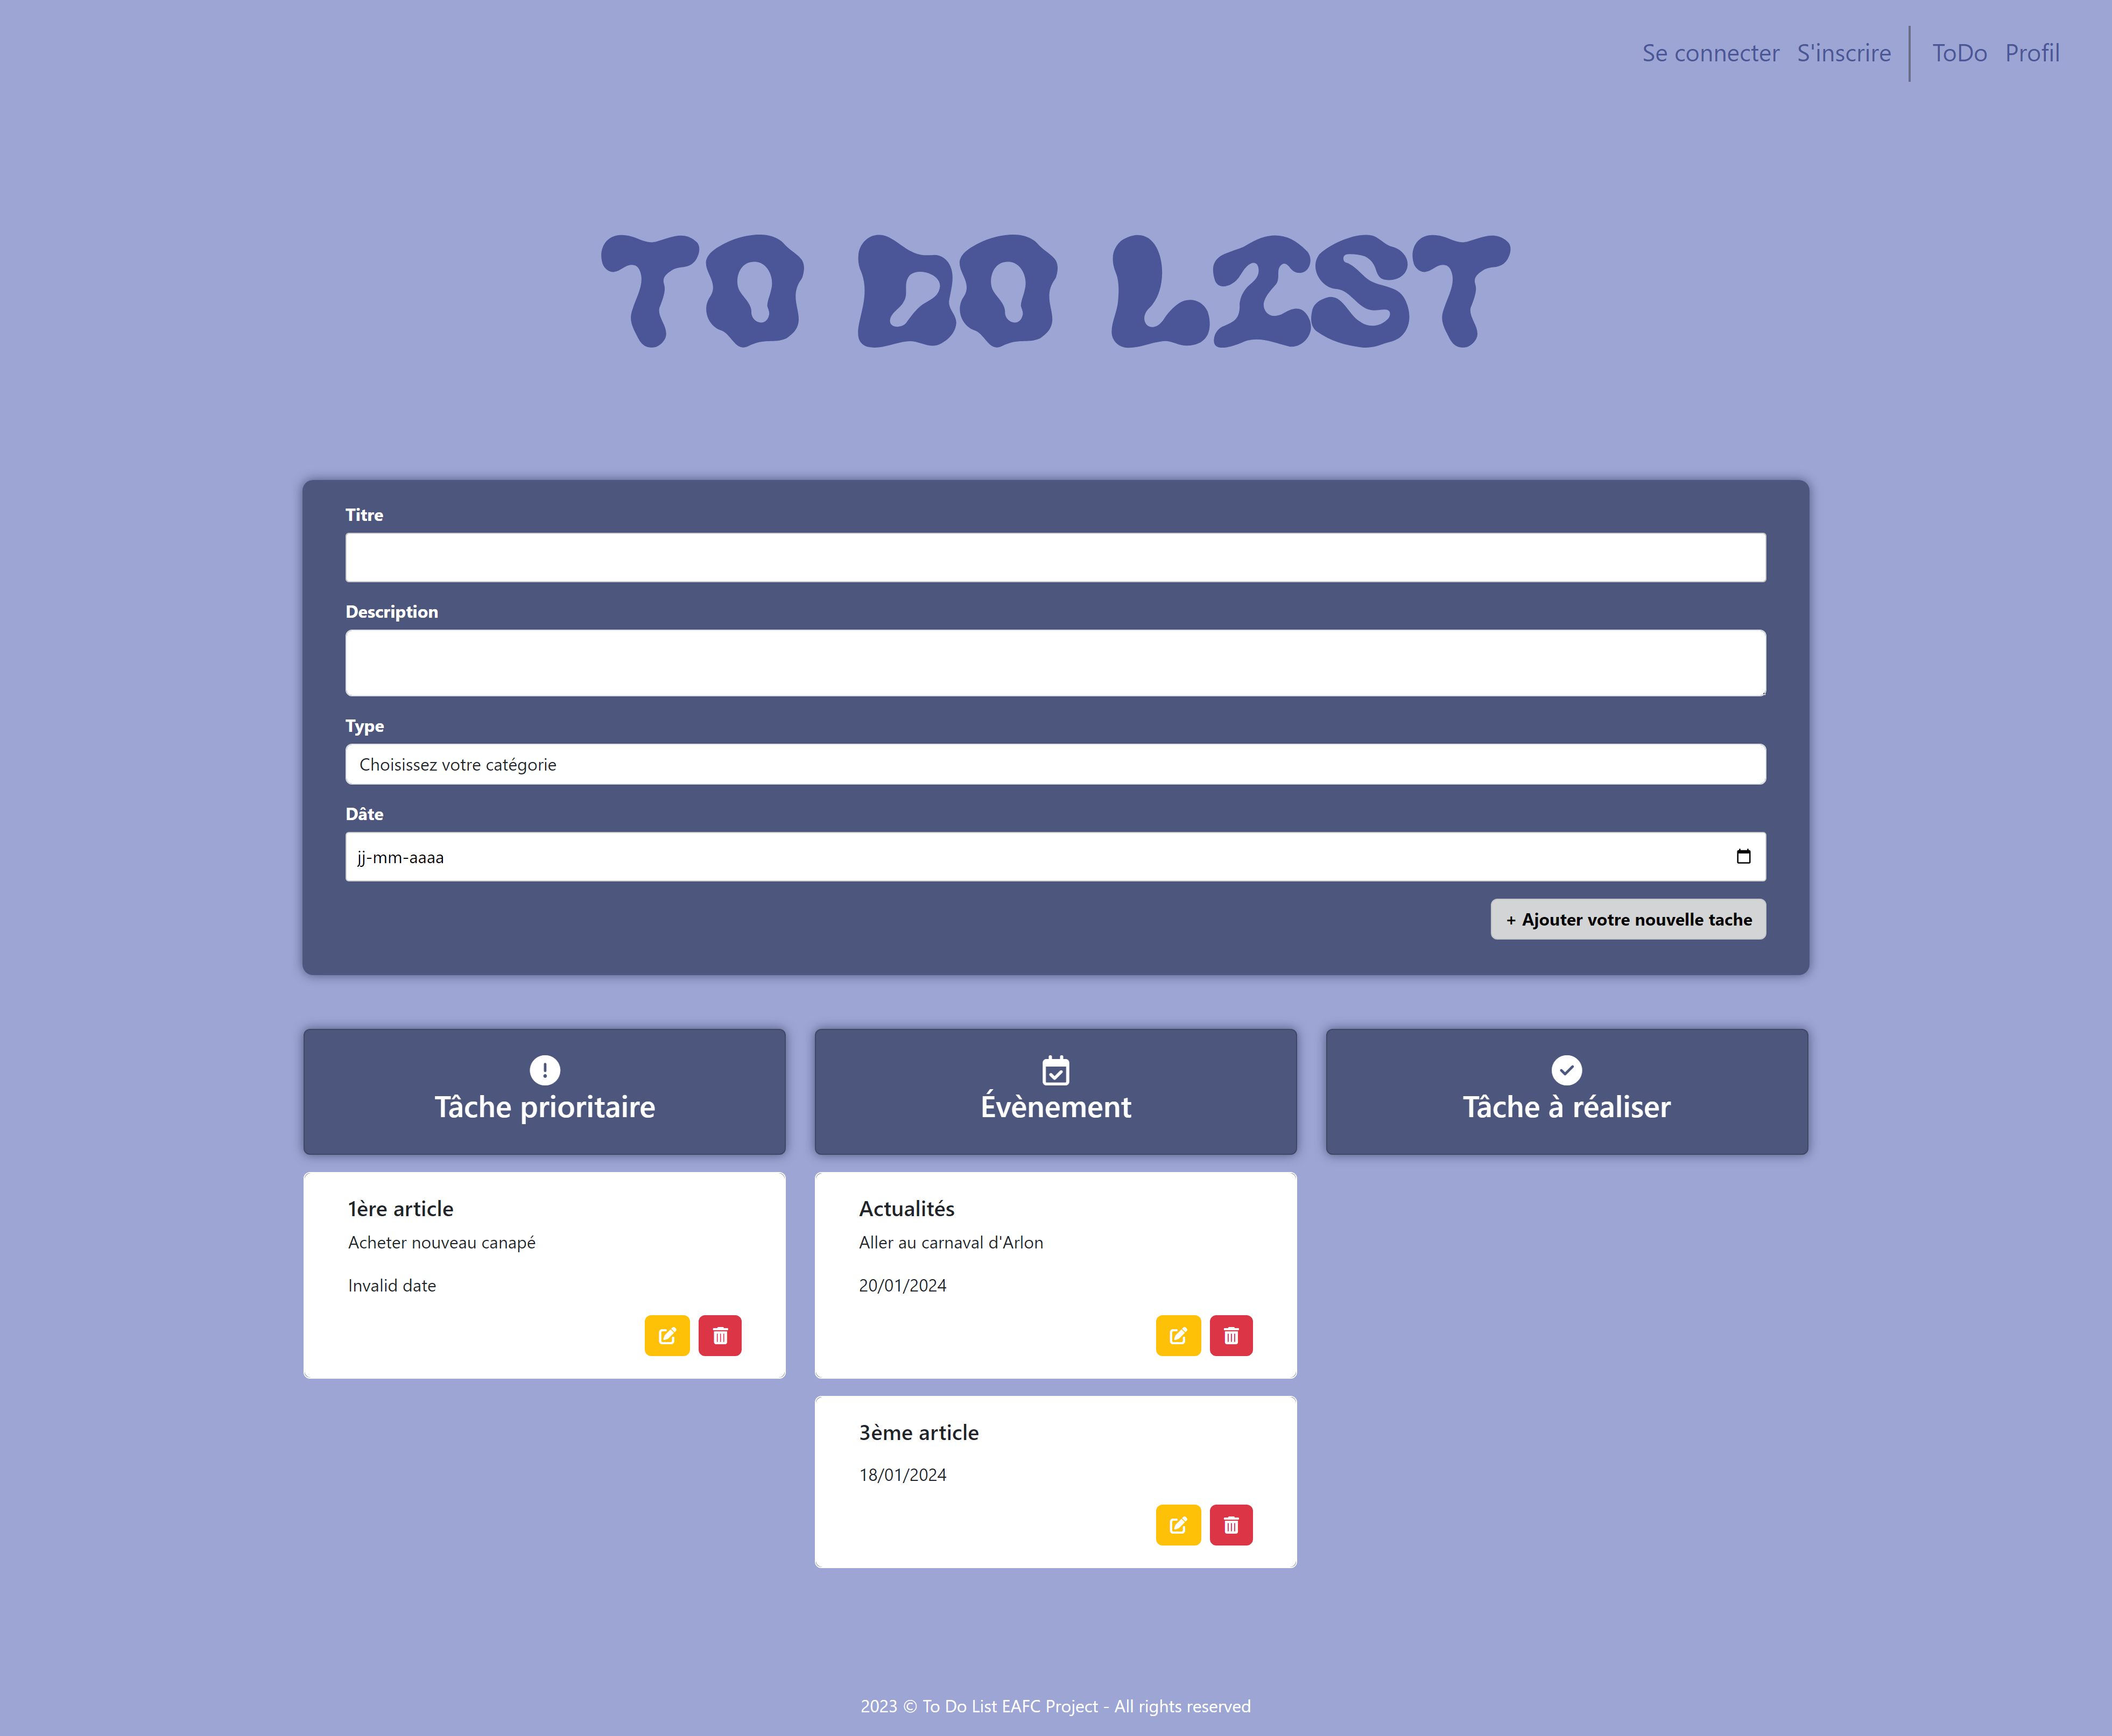 Se connecter S'inscrire ToDo Profil
TO DO LIST
Titre
Description
Type
Choisissez votre catégorie
Dâte
jj-mm-aaaa
+ Ajouter votre nouvelle tache
Tâche prioritaire
Évènement
Tâche à réaliser
1ère article
Acheter nouveau canapé
Invalid date
Actualités
Aller au carnaval d'Arlon
20/01/2024
3ème article
18/01/2024
2023 © To Do List EAFC Project - All rights reserved